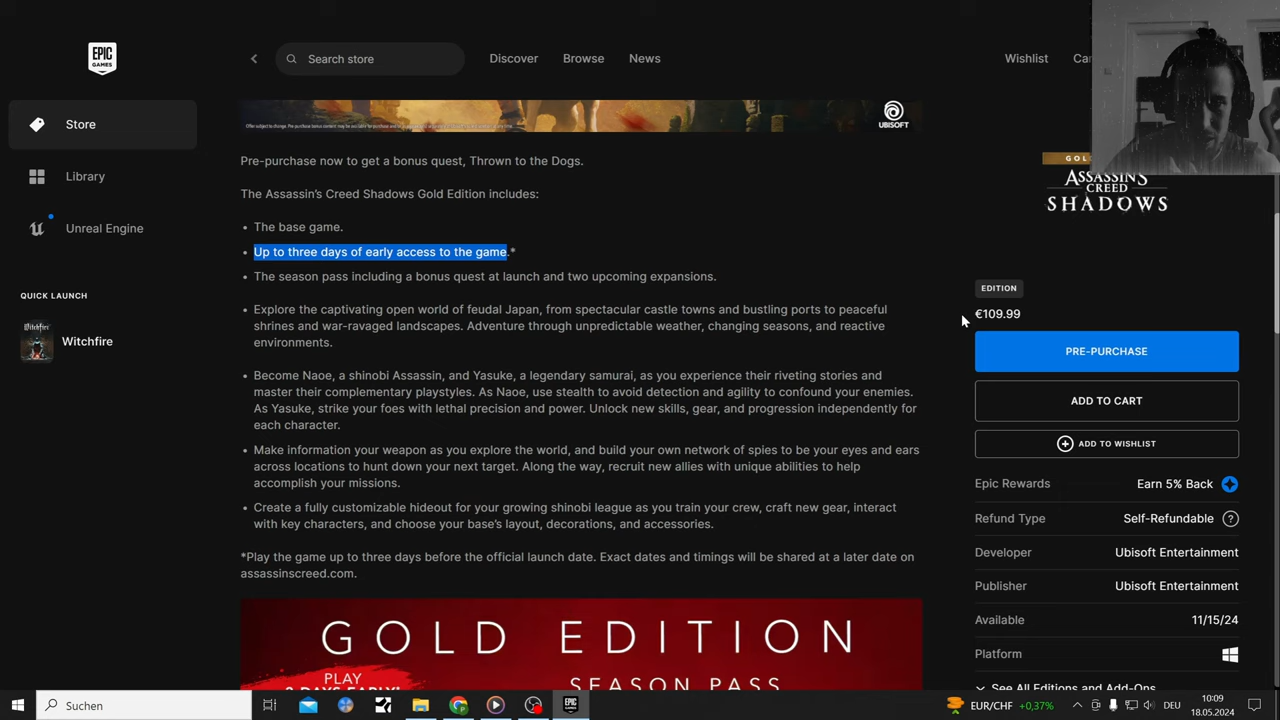 EPIC
GAMES
Search store
Discover
Browse
News
Wishlist
Store
Library
Unreal Engine
QUICK LAUNCH
Witchfire
UBISOFT
Pre-purchase now to get a bonus quest, Thrown to the Dogs.
The Assassin's Creed Shadows Gold Edition includes:
• The base game.
• Up to three days of early access to the game.*
• The season pass including a bonus quest at launch and two upcoming expansions.
• Explore the captivating open world of feudal Japan, from spectacular castle towns and bustling ports to peaceful
shrines and war-ravaged landscapes. Adventure through unpredictable weather, changing seasons, and reactive
environments.
• Become Naoe, a shinobi Assassin, and Yasuke, a legendary samurai, as you experience their riveting stories and
master their complementary playstyles. As Naoe, use stealth to avoid detection and agility to confound your enemies.
As Yasuke, strike your foes with lethal precision and power. Unlock new skills, gear, and progression independently for
each character.
• Make information your weapon as you explore the world, and build your own network of spies to be your eyes and ears
across locations to hunt down your next target. Along the way, recruit new allies with unique abilities to help
accomplish your missions.
• Create a fully customizable hideout for your growing shinobi league as you train your crew, craft new gear, interact
with key characters, and choose your base's layout, decorations, and accessories.
*Play the game up to three days before the official launch date. Exact dates and timings will be shared at a later date on
assassinscreed.com.
GOLD EDITION
PLAY
SEASON PASS
ASSASSIN'S
CREED
SHADOWS
EDITION
€109.99
PRE-PURCHASE
ADD TO CART
ADD TO WISHLIST
Epic Rewards Earn 5% Back
Refund Type Self-Refundable
Developer Ubisoft Entertainment
Publisher Ubisoft Entertainment
Available 11/15/24
Platform
See All Editions and Add-Ons
Suchen
EUR/CHF +0,37%
DEU
10:09
18.05.2024